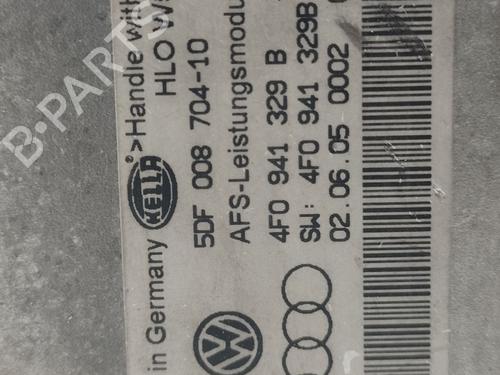 >Handle with
HLO W
in Germany HELLA
5DF 008 704-10
AFS-Leistungsmodu
4F0 941 329 B
SW: 4F0 941 329B
02.06.05 0002
B-PARTS